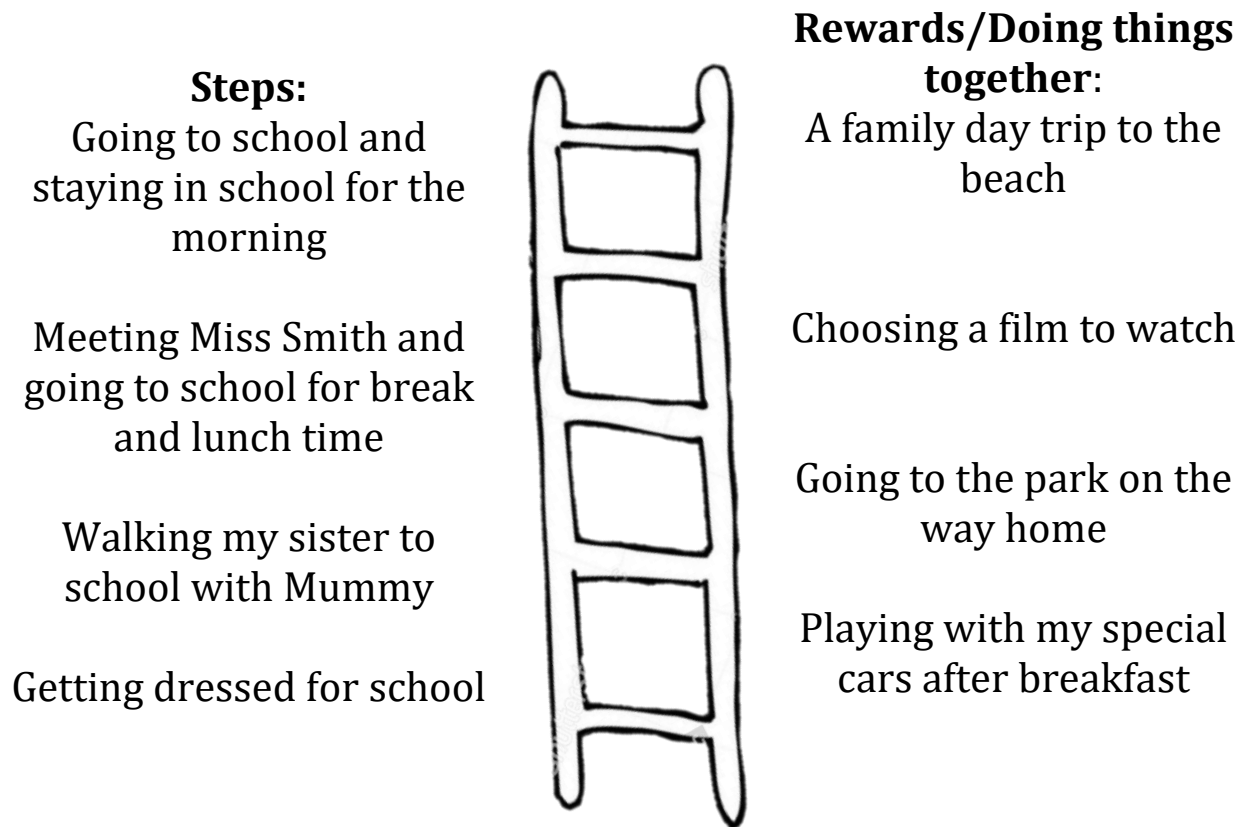 Steps:
Going to school and
staying in school for the
morning
Meeting Miss Smith and
going to school for break
and lunch time
Walking my sister to
school with Mummy
Getting dressed for school
Rewards/Doing things
together:
A family day trip to the
beach
Choosing a film to watch
Going to the park on the
way home
Playing with my special
cars after breakfast